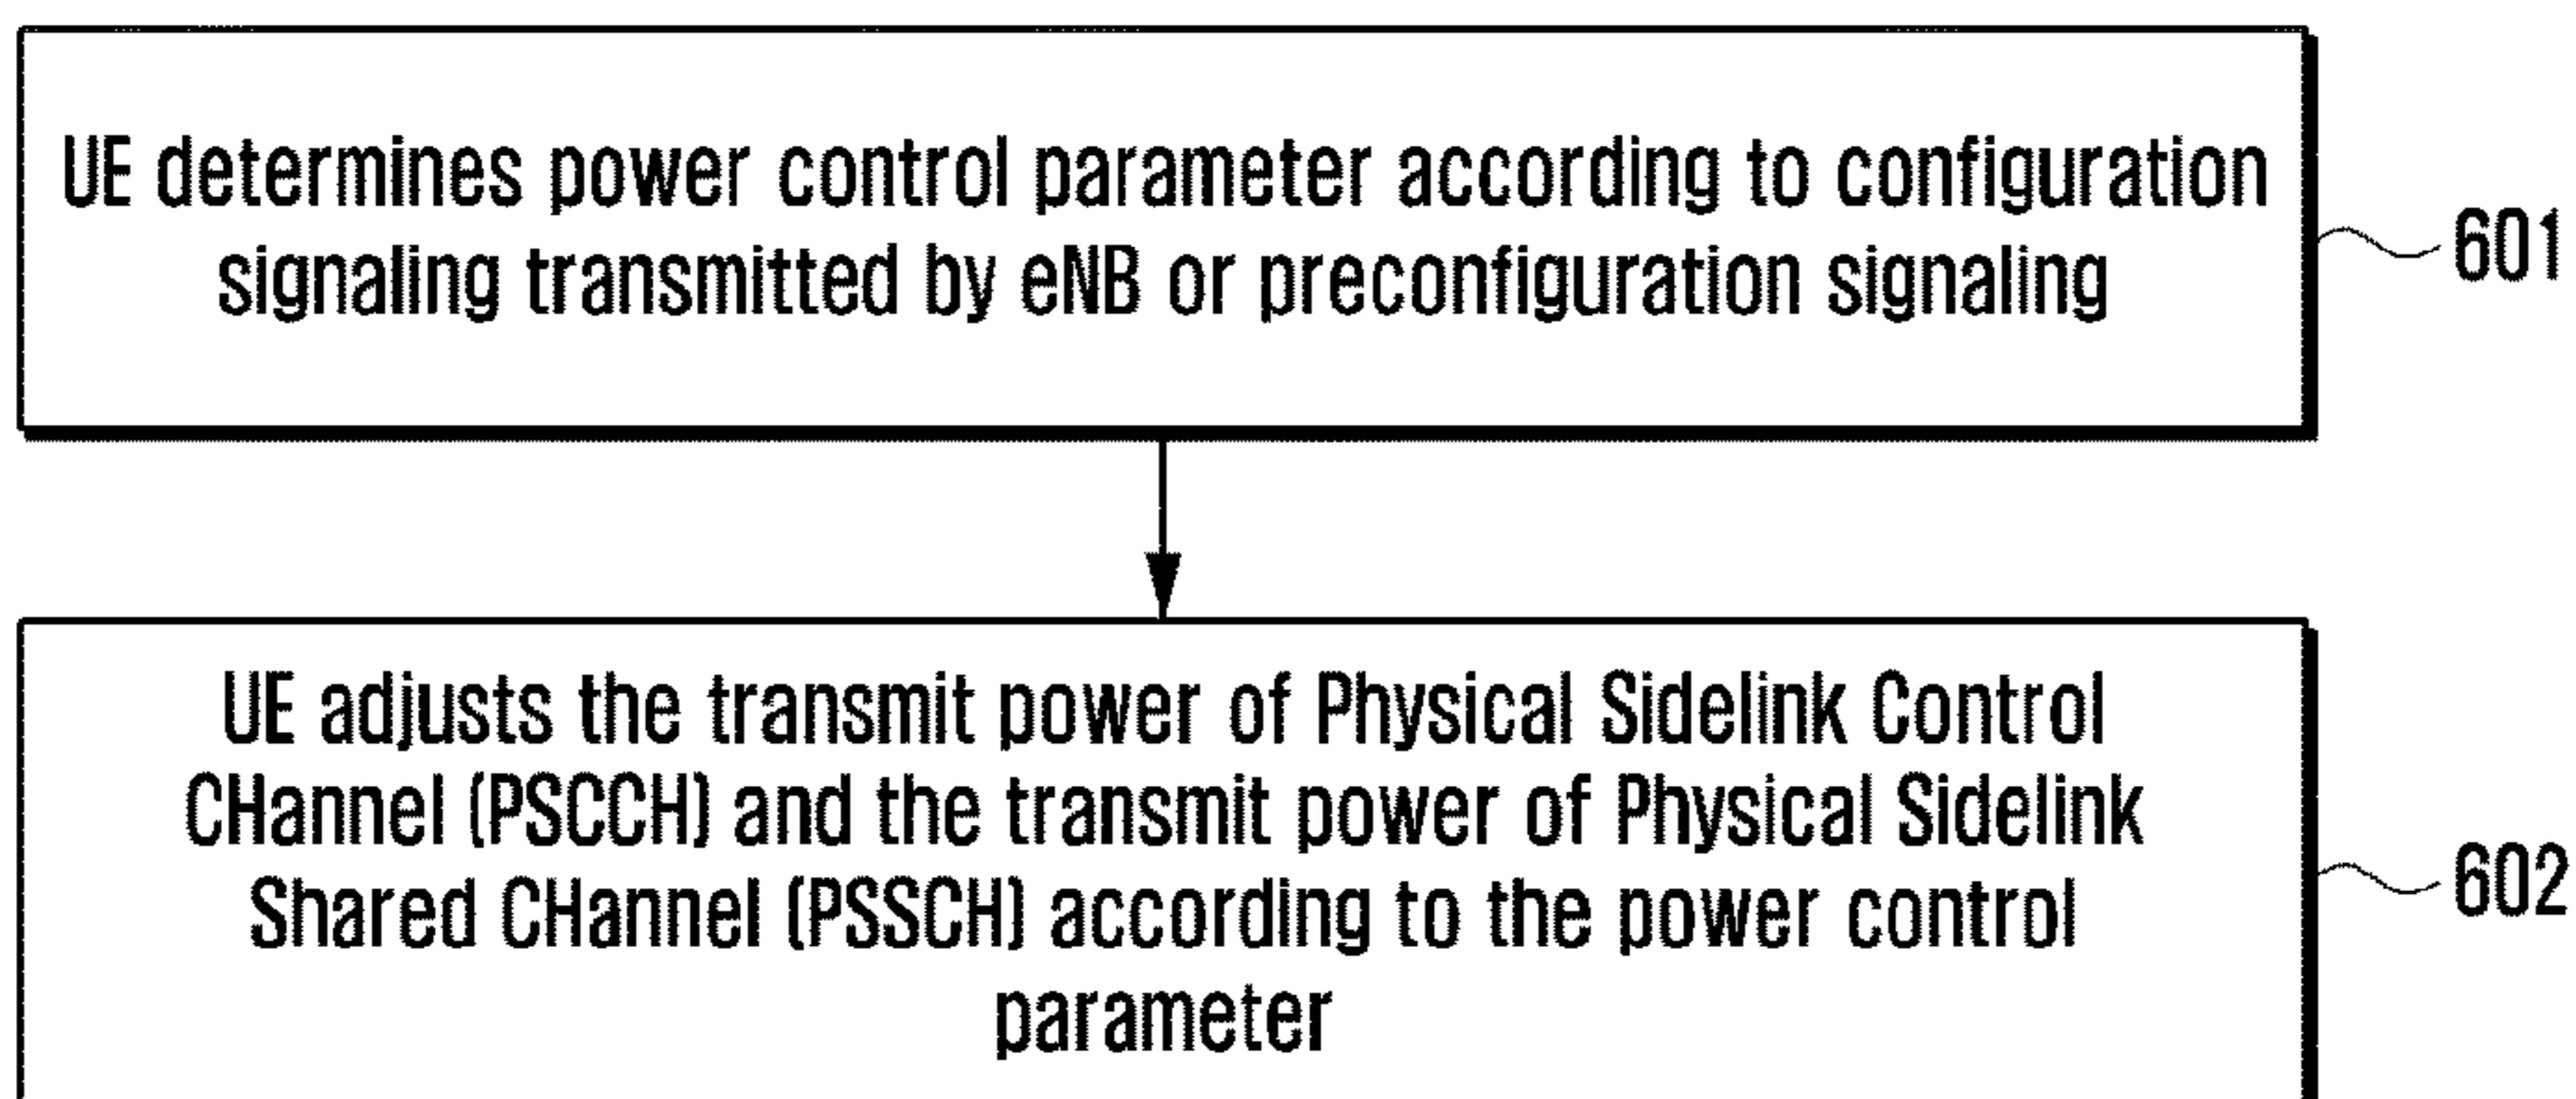 UE determines power control parameter according to configuration
signaling transmitted by eNB or preconfiguration signaling
601
UE adjusts the transmit power of Physical Sidelink Control
CHannel (PSCCH) and the transmit power of Physical Sidelink
Shared CHannel (PSSCH) according to the power control
parameter
602